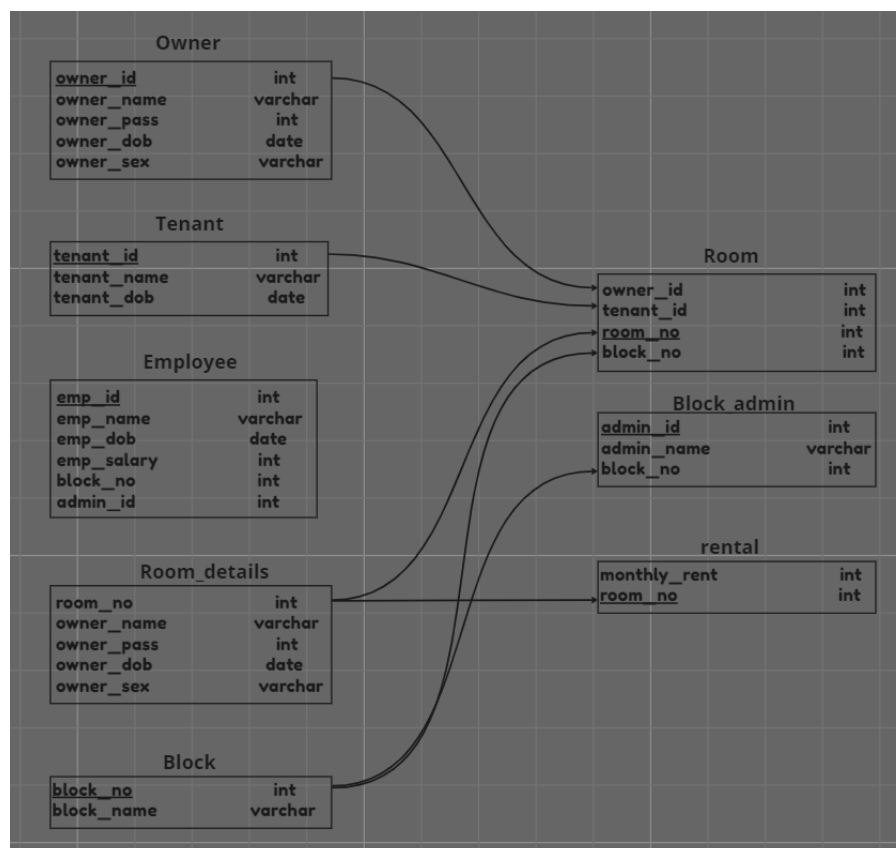 Owner
owner_id int
owner_name varchar
owner_pass int
owner_dob date
owner_sex varchar
Tenant
tenant_id int
tenant_name varchar
tenant_dob date
Employee
emp_id int
emp_name varchar
emp_dob date
emp_salary int
block_no int
admin_id int
Room_details
room_no int
owner_name varchar
owner_pass int
owner_dob date
owner_sex varchar
Block
block_no int
block_name varchar
Room
owner_id int
tenant_id int
room_no int
block_no int
Block_admin
admin_id int
admin_name varchar
block_no int
rental
monthly_rent int
room_no int